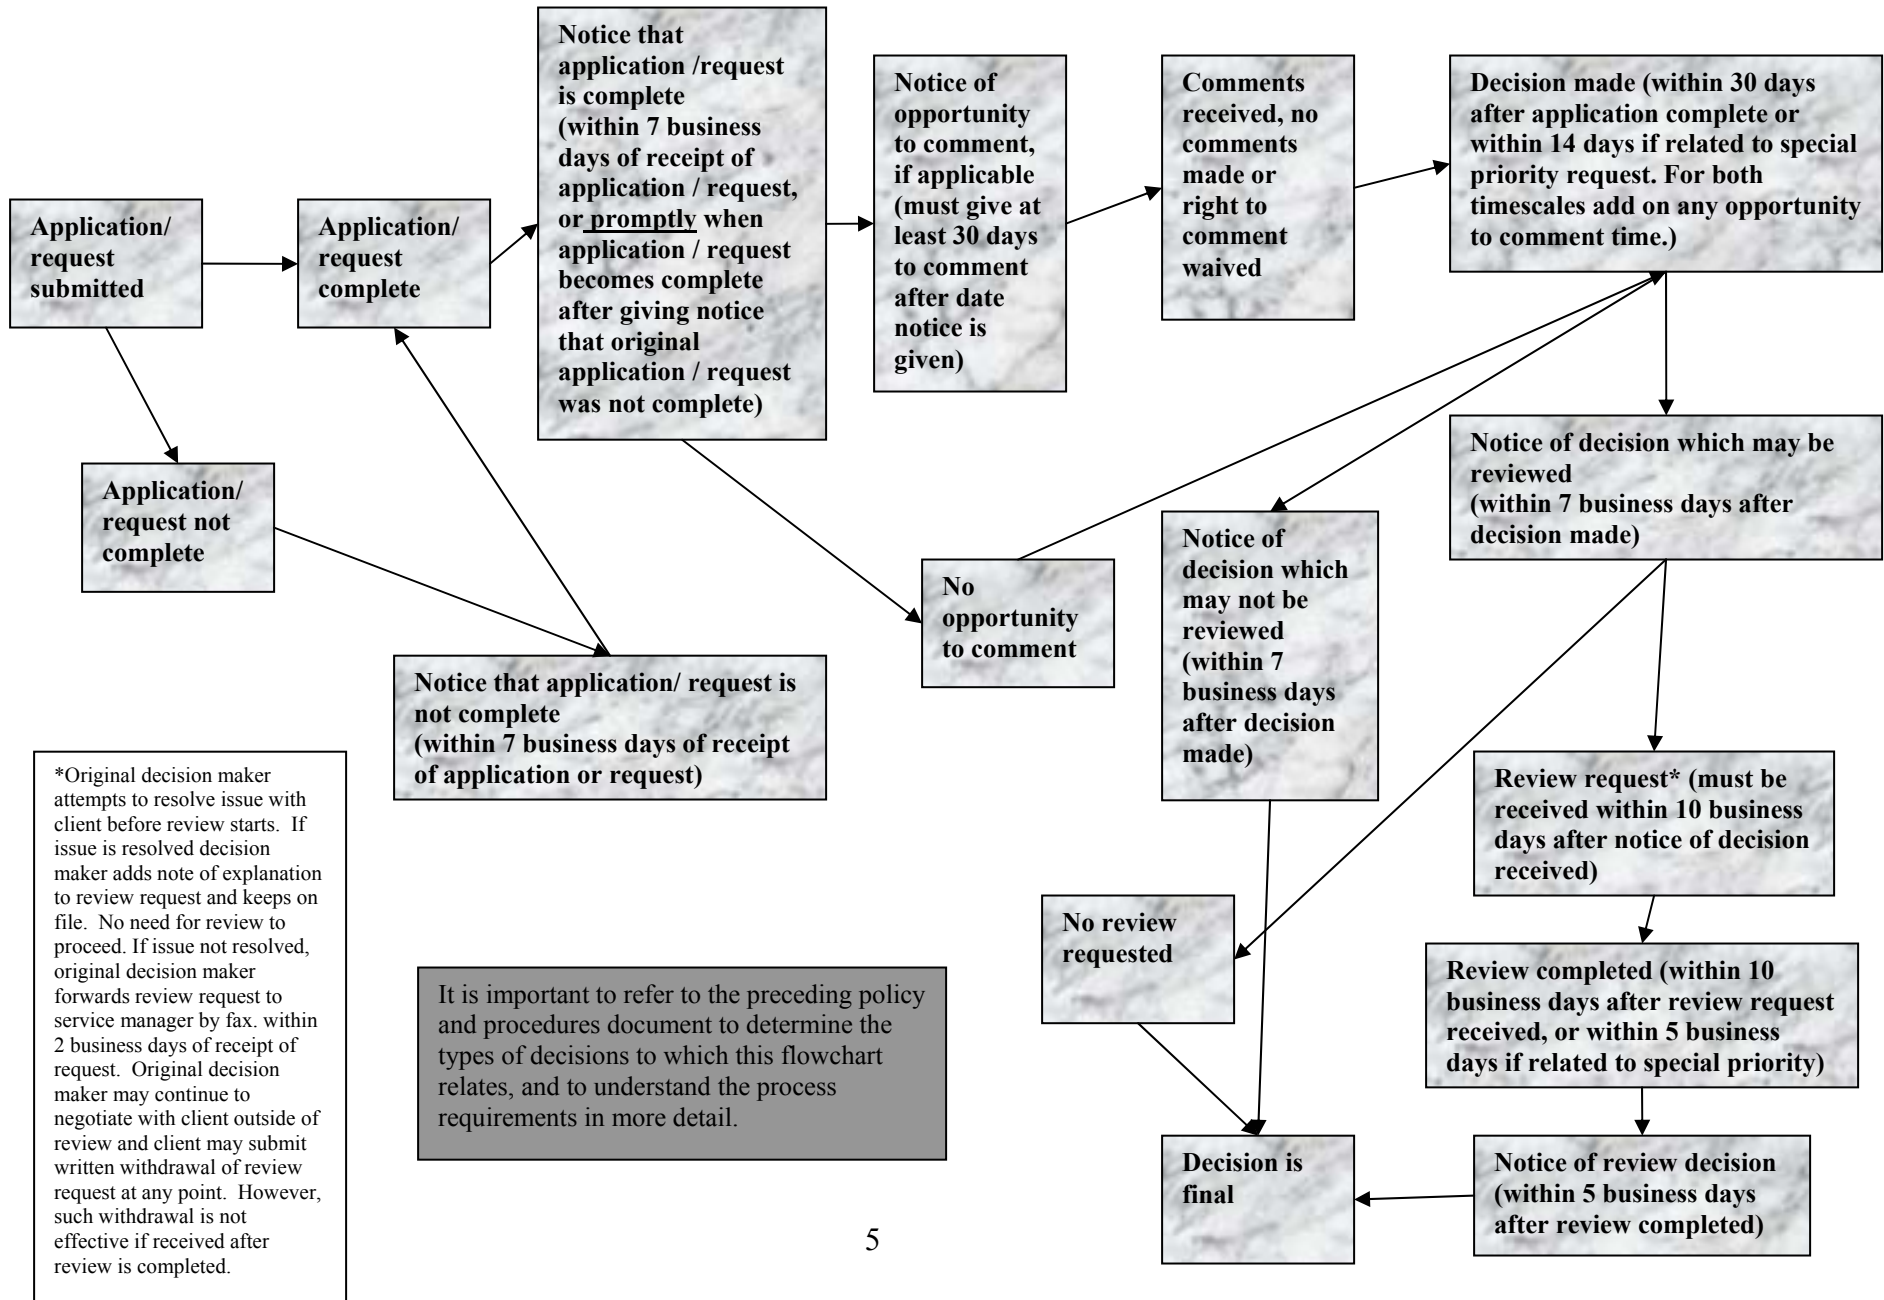 Application/
request
submitted
Application/
request
complete
Notice that
application /request
is complete
(within 7 business
days of receipt of
application / request,
or promptly when
application / request
becomes complete
after giving notice
that original
application / request
was not complete)
Notice of
opportunity
to comment,
if applicable
(must give at
least 30 days
to comment
after date
notice is
given)
Comments
received, no
comments
made or
right to
comment
waived
Decision made (within 30 days
after application complete or
within 14 days if related to special
priority request. For both
timescales add on any opportunity
to comment time.)
Application/
request not
complete
Notice that application/ request is
not complete
(within 7 business days of receipt
of application or request)
No
opportunity
to comment
Notice of
decision which
may not be
reviewed
(within 7
business days
after decision
made)
Notice of decision which may be
reviewed
(within 7 business days after
decision made)
Review request* (must be
received within 10 business
days after notice of decision
received)
No review
requested
Review completed (within 10
business days after review request
received, or within 5 business
days if related to special priority)
Decision is
final
Notice of review decision
(within 5 business days
after review completed)
*Original decision maker
attempts to resolve issue with
client before review starts.  If
issue is resolved decision
maker adds note of explanation
to review request and keeps on
file.  No need for review to
proceed. If issue not resolved,
original decision maker
forwards review request to
service manager by fax. within
2 business days of receipt of
request.  Original decision
maker may continue to
negotiate with client outside of
review and client may submit
written withdrawal of review
request at any point.  However,
such withdrawal is not
effective if received after
review is completed.
It is important to refer to the preceding policy
and procedures document to determine the
types of decisions to which this flowchart
relates, and to understand the process
requirements in more detail.
5